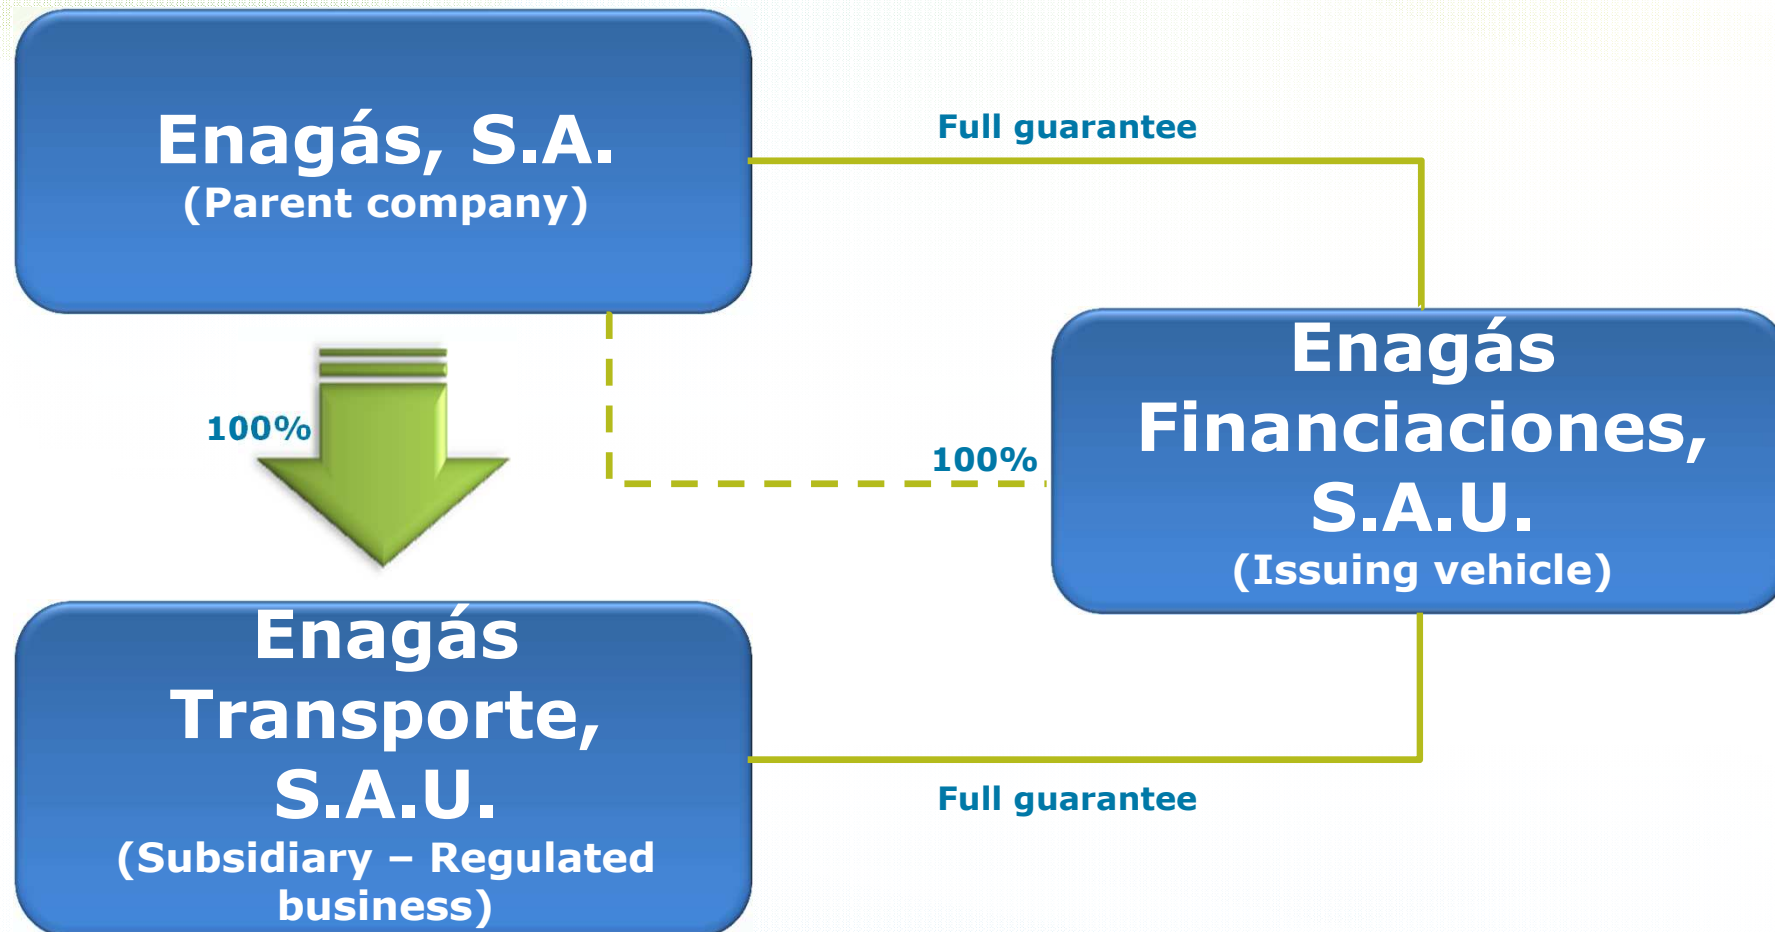 Enagás, S.A.
(Parent company)
Full guarantee
100%
100%
Enagás
Financiaciones,
S.A.U.
(Issuing vehicle)
Enagás
Transporte,
S.A.U.
(Subsidiary – Regulated
business)
Full guarantee